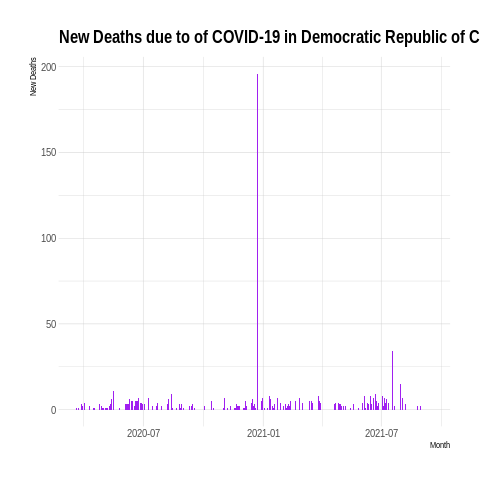 New Deaths due to of COVID-19 in Democratic Republic of C
New Deaths
200
150
100
50
0
2020-07 2021-01 2021-07
Month